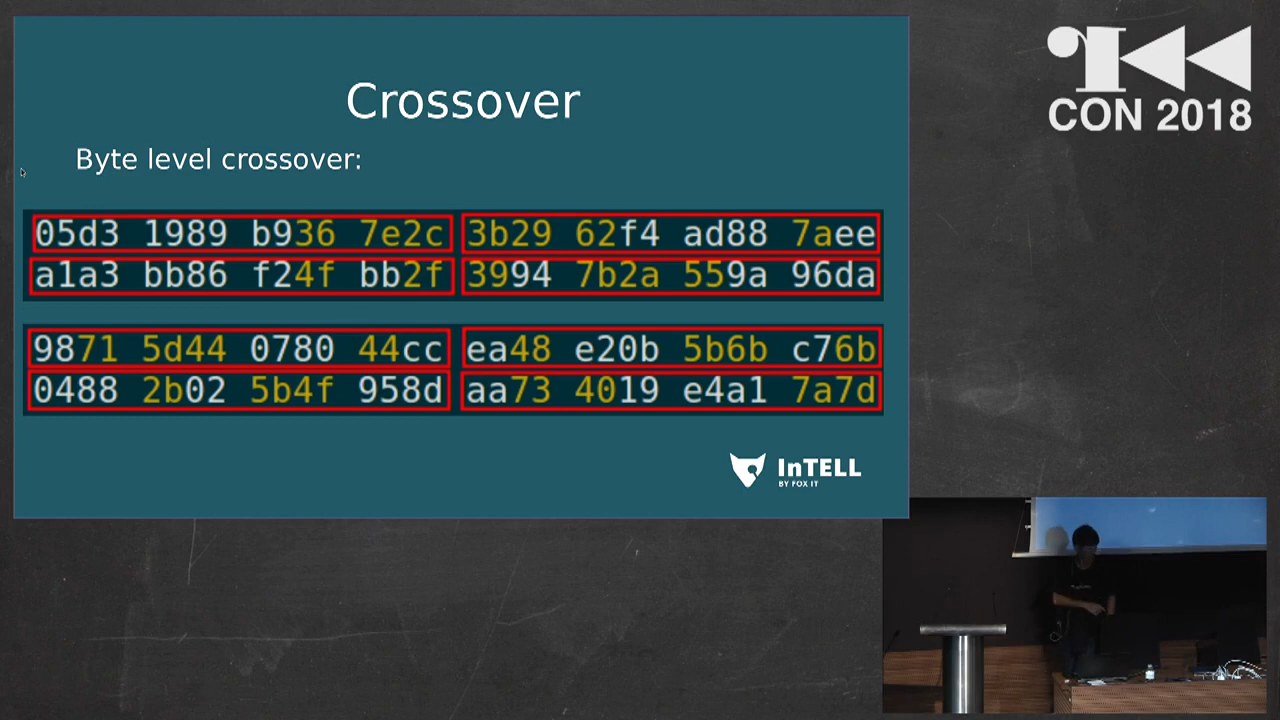 Crossover
Byte level crossover:
05d3 1989 b936 7e2c 3b29 62f4 ad88 7aee
a1a3 bb86 f24f bb2f 3994 7b2a 559a 96da
9871 5d44 0780 44cc ea48 e20b 5b6b c76b
0488 2b02 5b4f 958d aa73 4019 e4a1 7a7d
InTELL
BY FOX IT
CON 2018